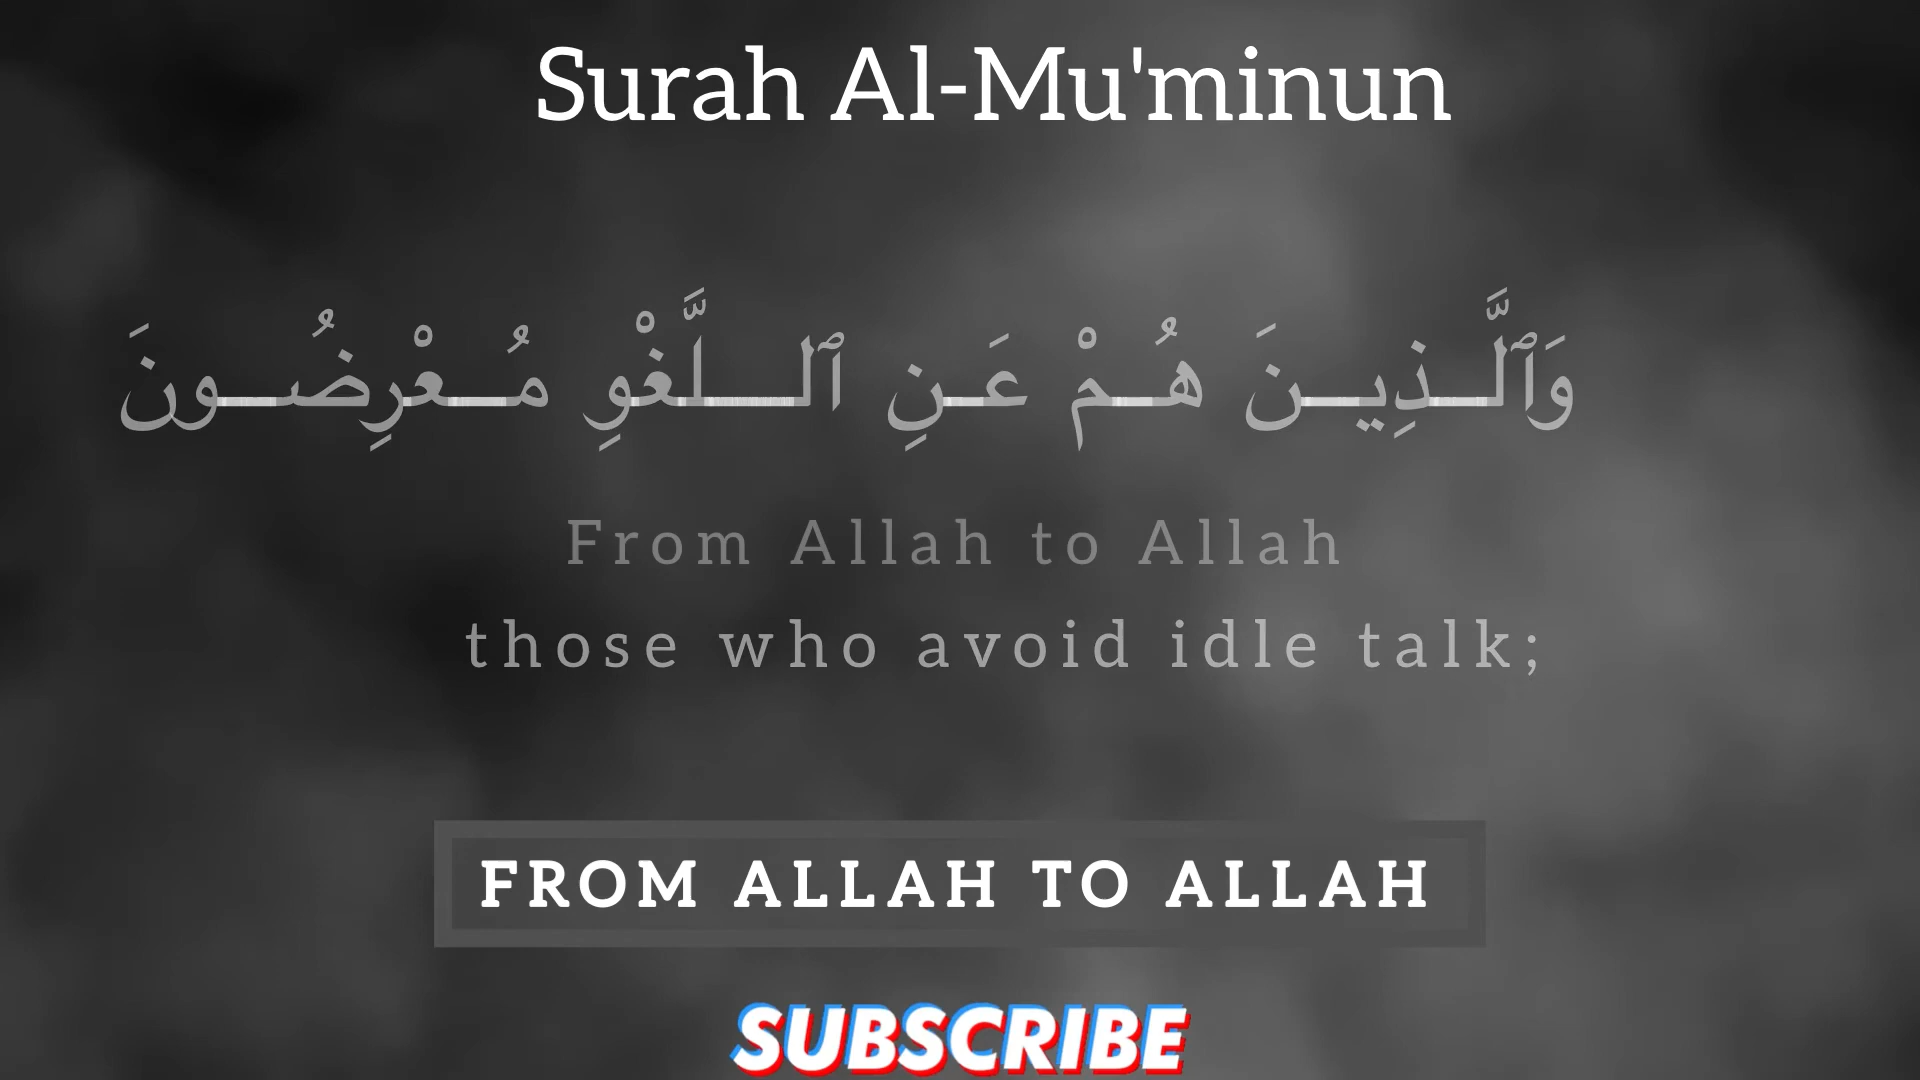 Surah Al-Mu'minun
وَٱلَّـذِيـنَ هُـمْ عَـنِ ٱلـلَّغْوِ مُـعْرِضُـونَ
From Allah to Allah
those who avoid idle talk;
FROM ALLAH TO ALLAH
SUBSCRIBE